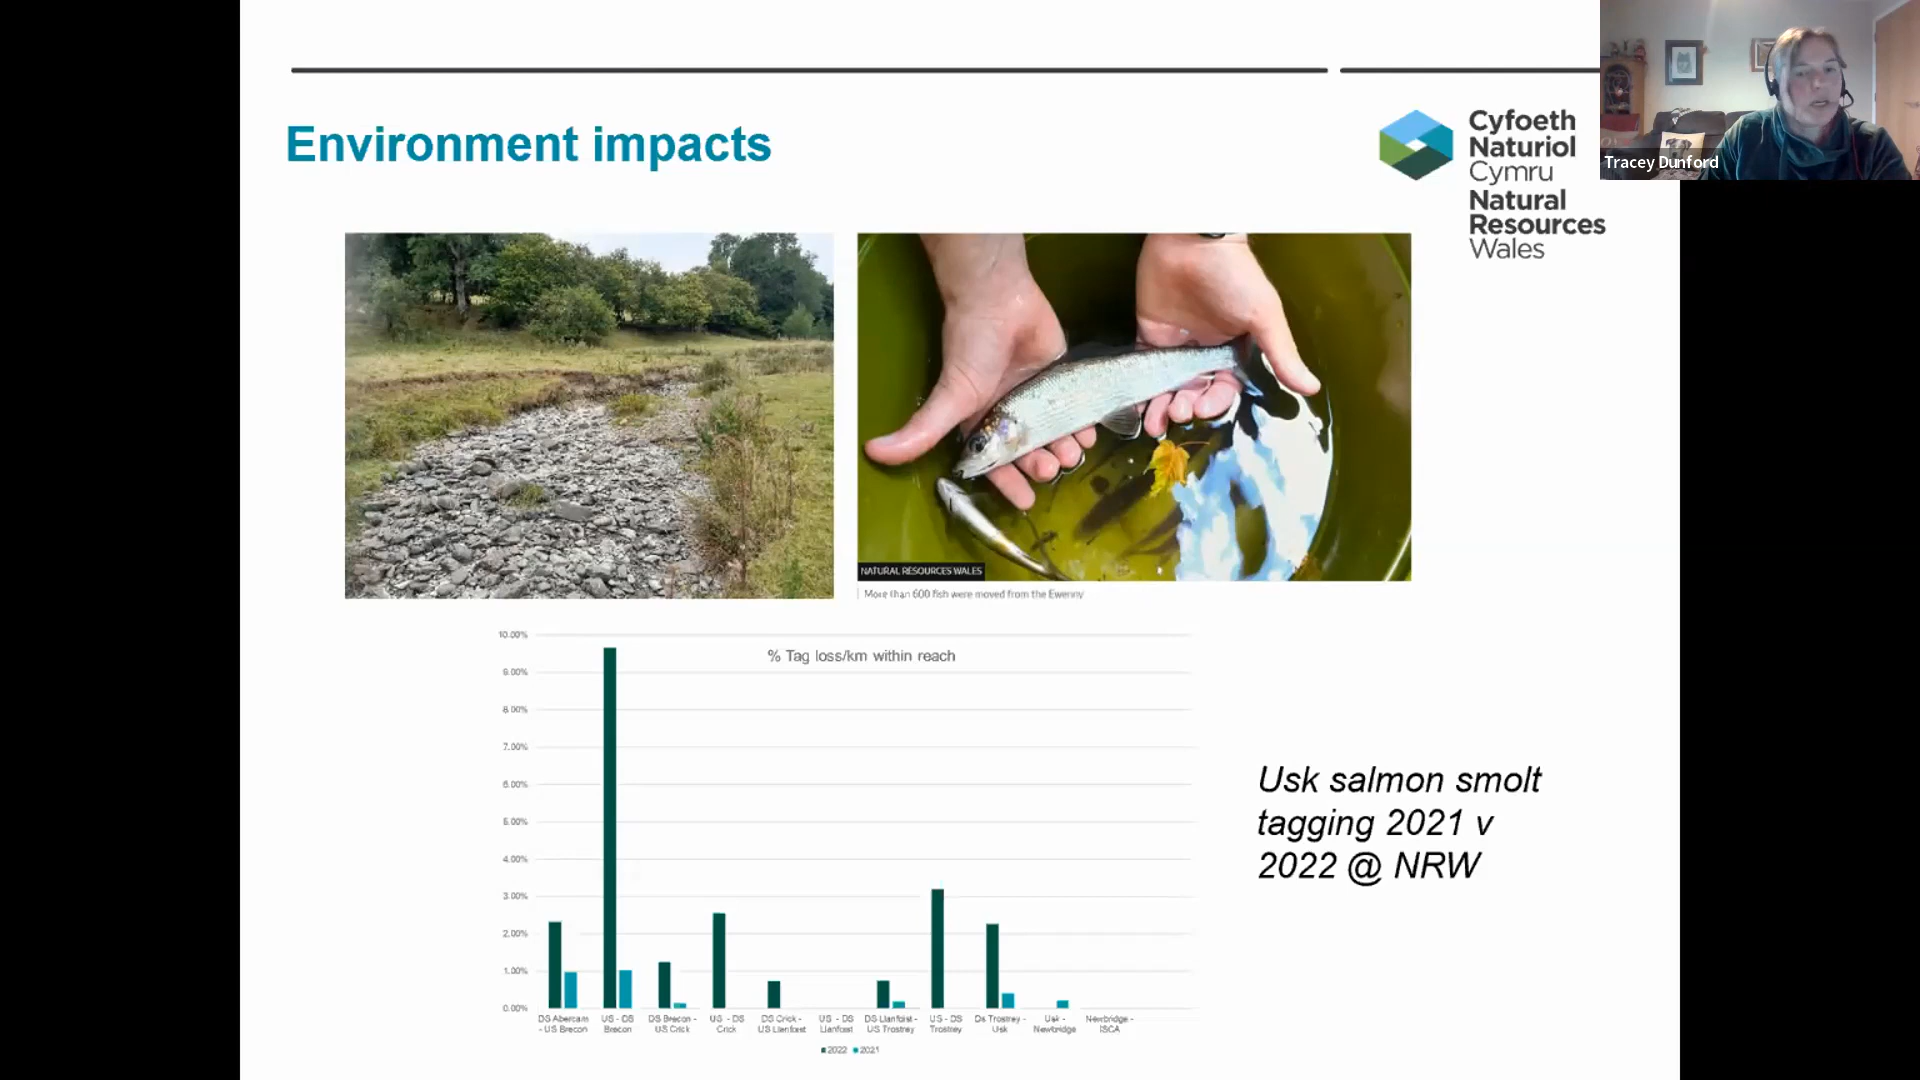 Environment impacts
Cyfoeth
Naturiol
Cymru
Natural
Resources
Wales
Tracey Dunford
NATURAL RESOURCES WALES
More than 600 fish were moved from the Ewenny
% Tag loss/km within reach
10.00%
9.00%
8.00%
7.00%
6.00%
5.00%
4.00%
3.00%
2.00%
1.00%
0.00%
DS Abercam
- US Brecon
US - DS
Brecon
DS Brecon -
US Crick
US - DS
Crick
DS Crick -
US Llanfoist
US - DS
Llanfoist
DS Llanfoist -
US Trostrey
US - DS
Trostrey
Ds Trostrey -
Usk
Usk -
Newbridge
Newbridge -
ISCA
2022 2021
Usk salmon smolt
tagging 2021 v
2022 @ NRW